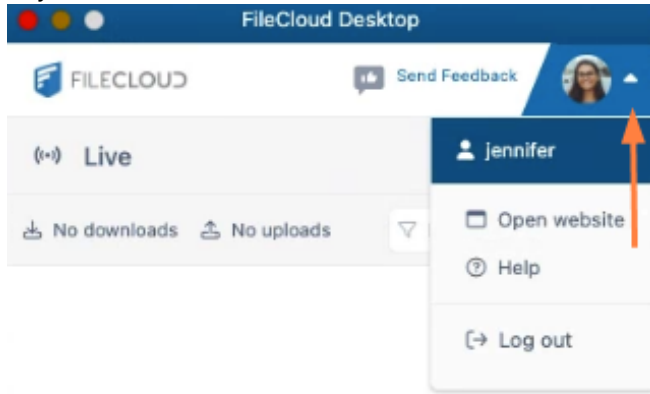 FileCloud Desktop
FILECLOUD
Send Feedback
Live
jennifer
No downloads
No uploads
Open website
Help
Log out